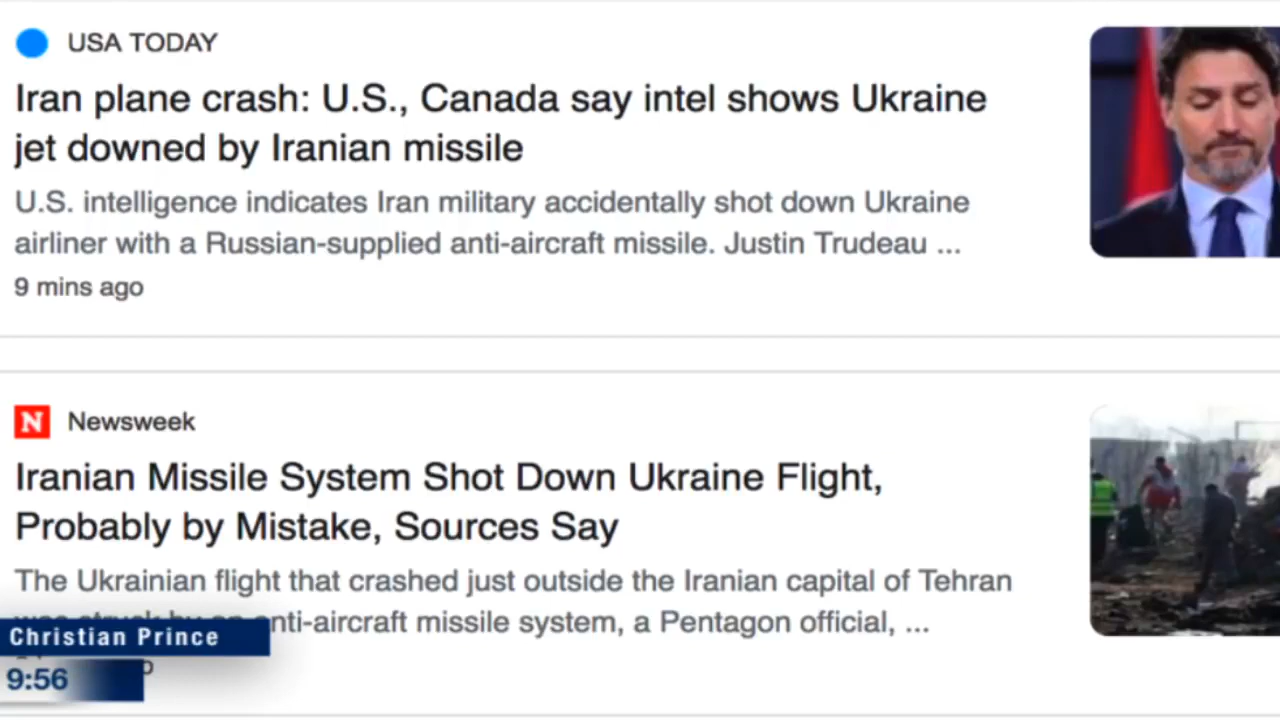 USA TODAY
Iran plane crash: U.S., Canada say intel shows Ukraine
jet downed by Iranian missile
U.S. intelligence indicates Iran military accidentally shot down Ukraine
airliner with a Russian-supplied anti-aircraft missile. Justin Trudeau ...
9 mins ago
N Newsweek
Iranian Missile System Shot Down Ukraine Flight,
Probably by Mistake, Sources Say
The Ukrainian flight that crashed just outside the Iranian capital of Tehran
anti-aircraft missile system, a Pentagon official, ...
Christian Prince
9:56